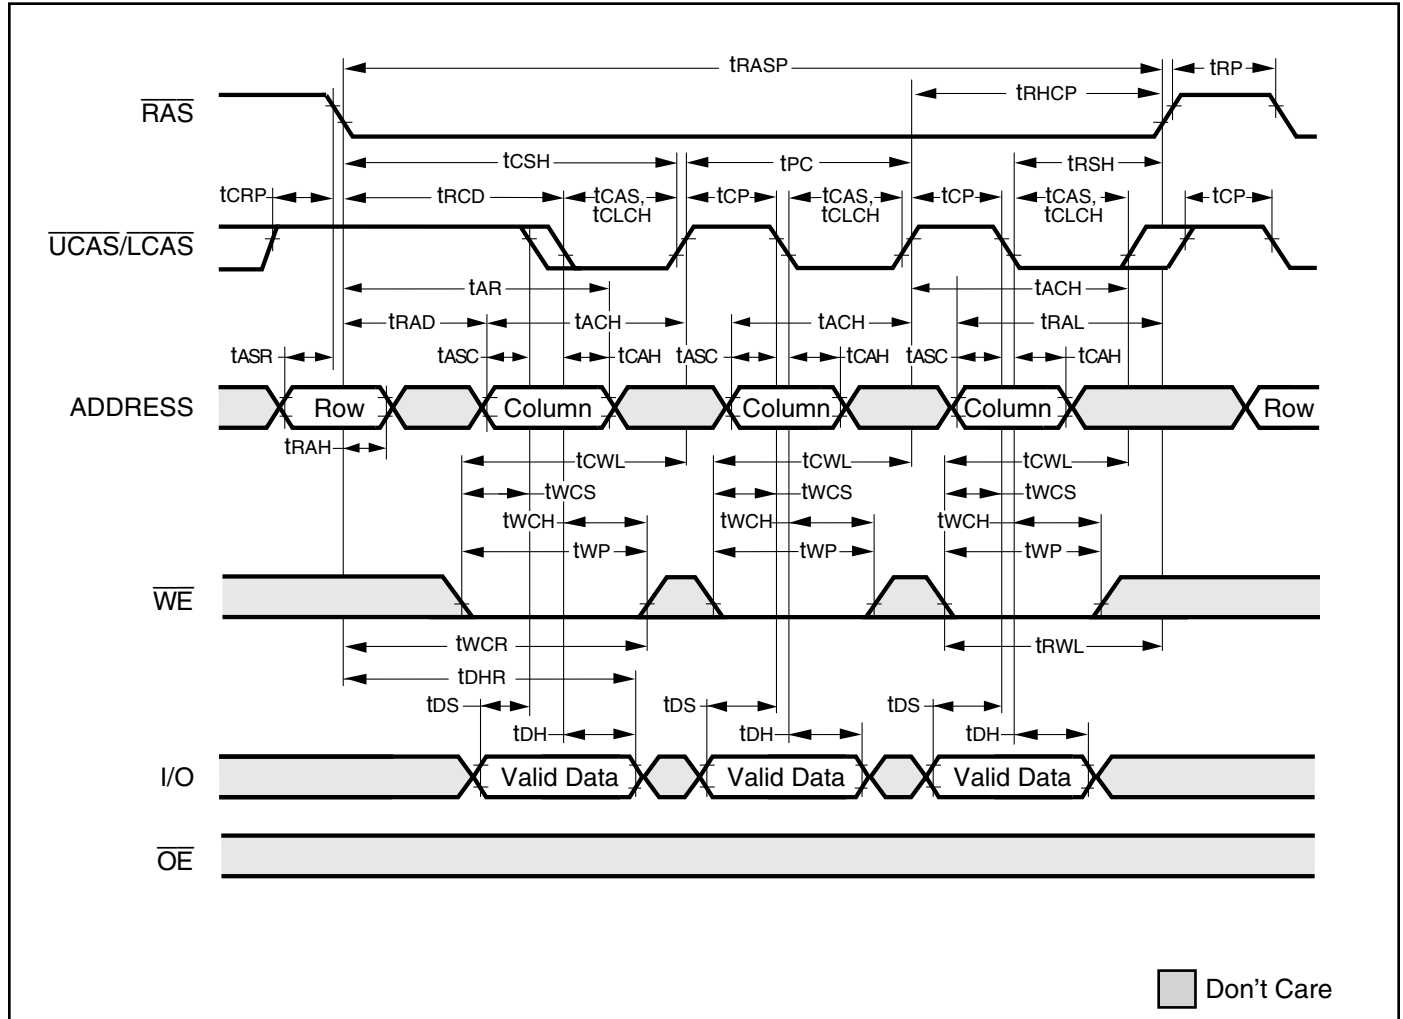 tRASP tRP
tRHCP
RAS
tCSH tPC tRSH
tCRP tRCD tCAS, tCP tCAS, tCP tCAS, tCP
tCLCH tCLCH tCLCH
UCAS/LCAS
tAR tACH
tRAD tACH tACH tRAL
tASR tASC tCAH tASC tCAH tASC tCAH
ADDRESS Row Column Column Column Row
tRAH
tCWL tCWL tCWL
tWCS tWCS tWCS
tWCH tWCH tWCH
tWP tWP tWP
WE
tWCR tRWL
tDHR
tDS tDS tDS
tDH tDH tDH
I/O Valid Data Valid Data Valid Data
OE
Don't Care